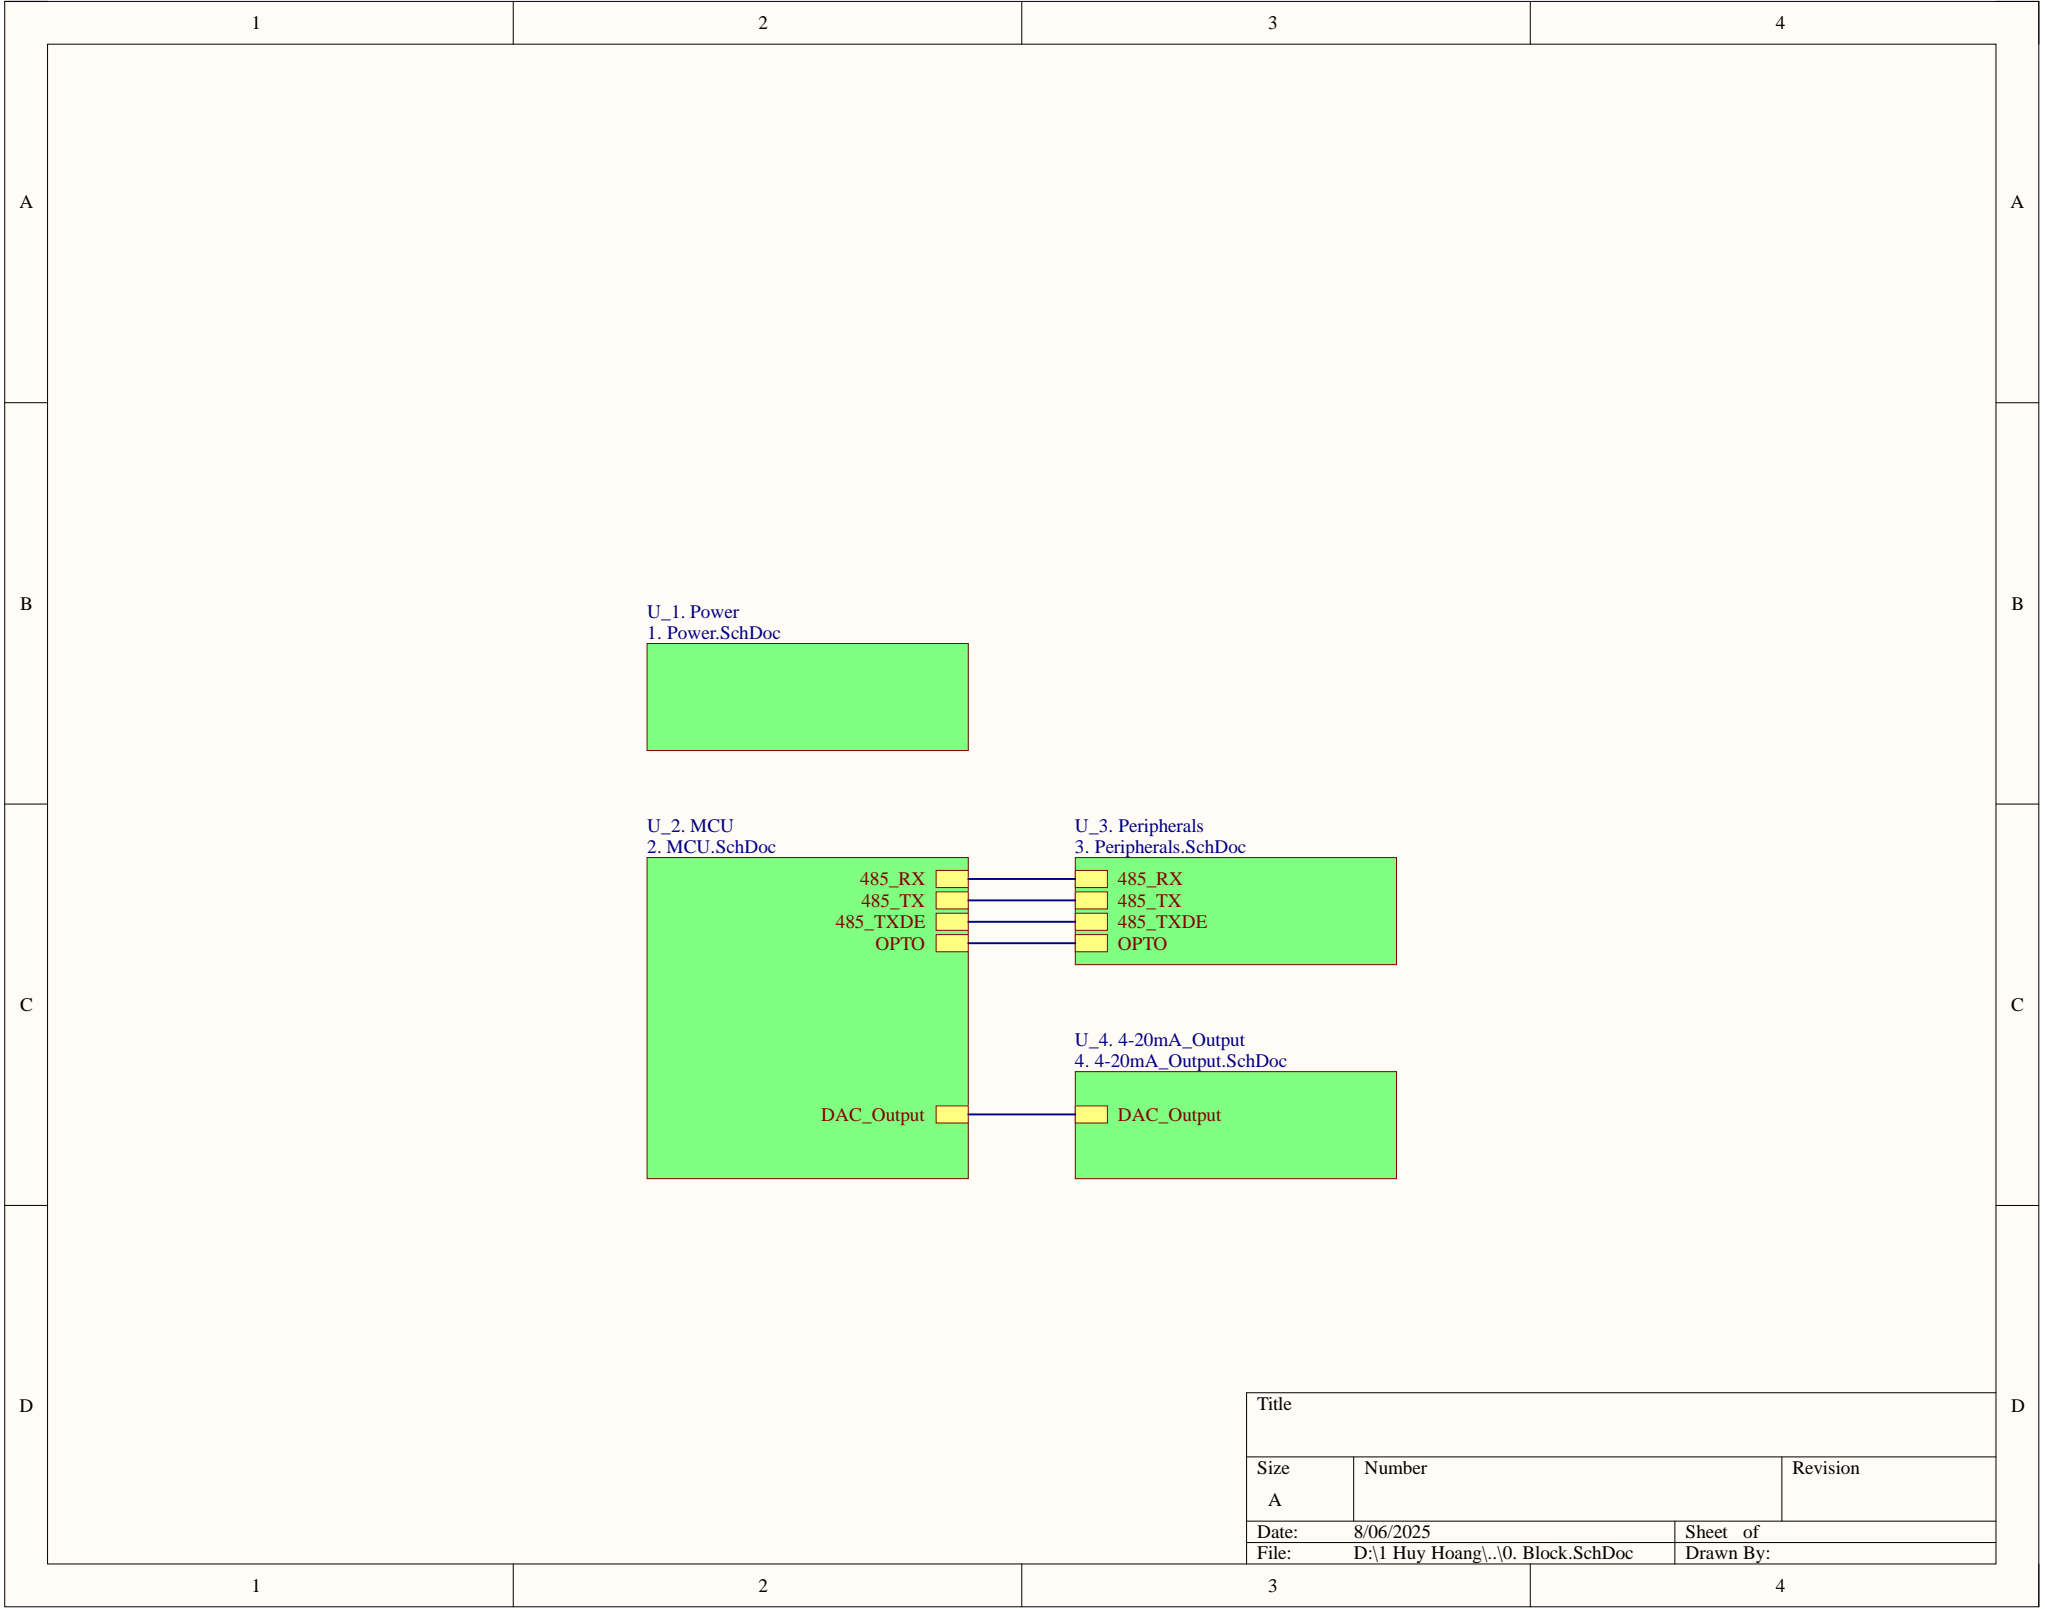 1 2 3 4
A A
B B
U_1. Power
1. Power.SchDoc
U_2. MCU
2. MCU.SchDoc
485_RX
485_TX
485_TXDE
OPTO
DAC_Output
U_3. Peripherals
3. Peripherals.SchDoc
485_RX
485_TX
485_TXDE
OPTO
C C
U_4. 4-20mA_Output
4. 4-20mA_Output.SchDoc
DAC_Output
D D
Title
Size Number Revision
A
Date: 8/06/2025 Sheet of
File: D:\1 Huy Hoang\..\0. Block.SchDoc Drawn By:
1 2 3 4